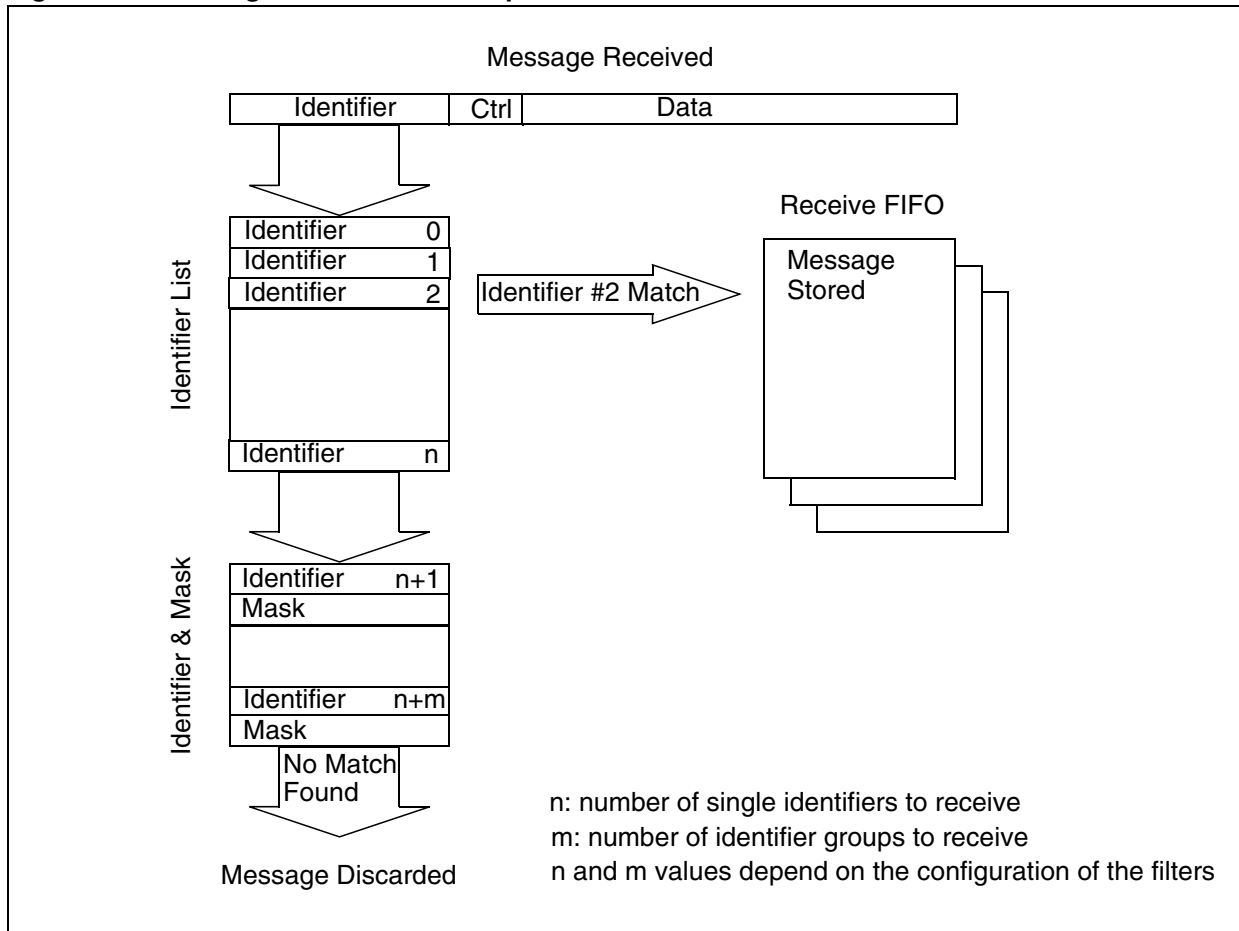 Message Received
Identifier Ctrl Data
Identifier List
Identifier 0
Identifier 1
Identifier 2
Identifier n
Identifier #2 Match
Receive FIFO
Message
Stored
Identifier & Mask
Identifier n+1
Mask
Identifier n+m
Mask
No Match
Found
Message Discarded
n: number of single identifiers to receive
m: number of identifier groups to receive
n and m values depend on the configuration of the filters